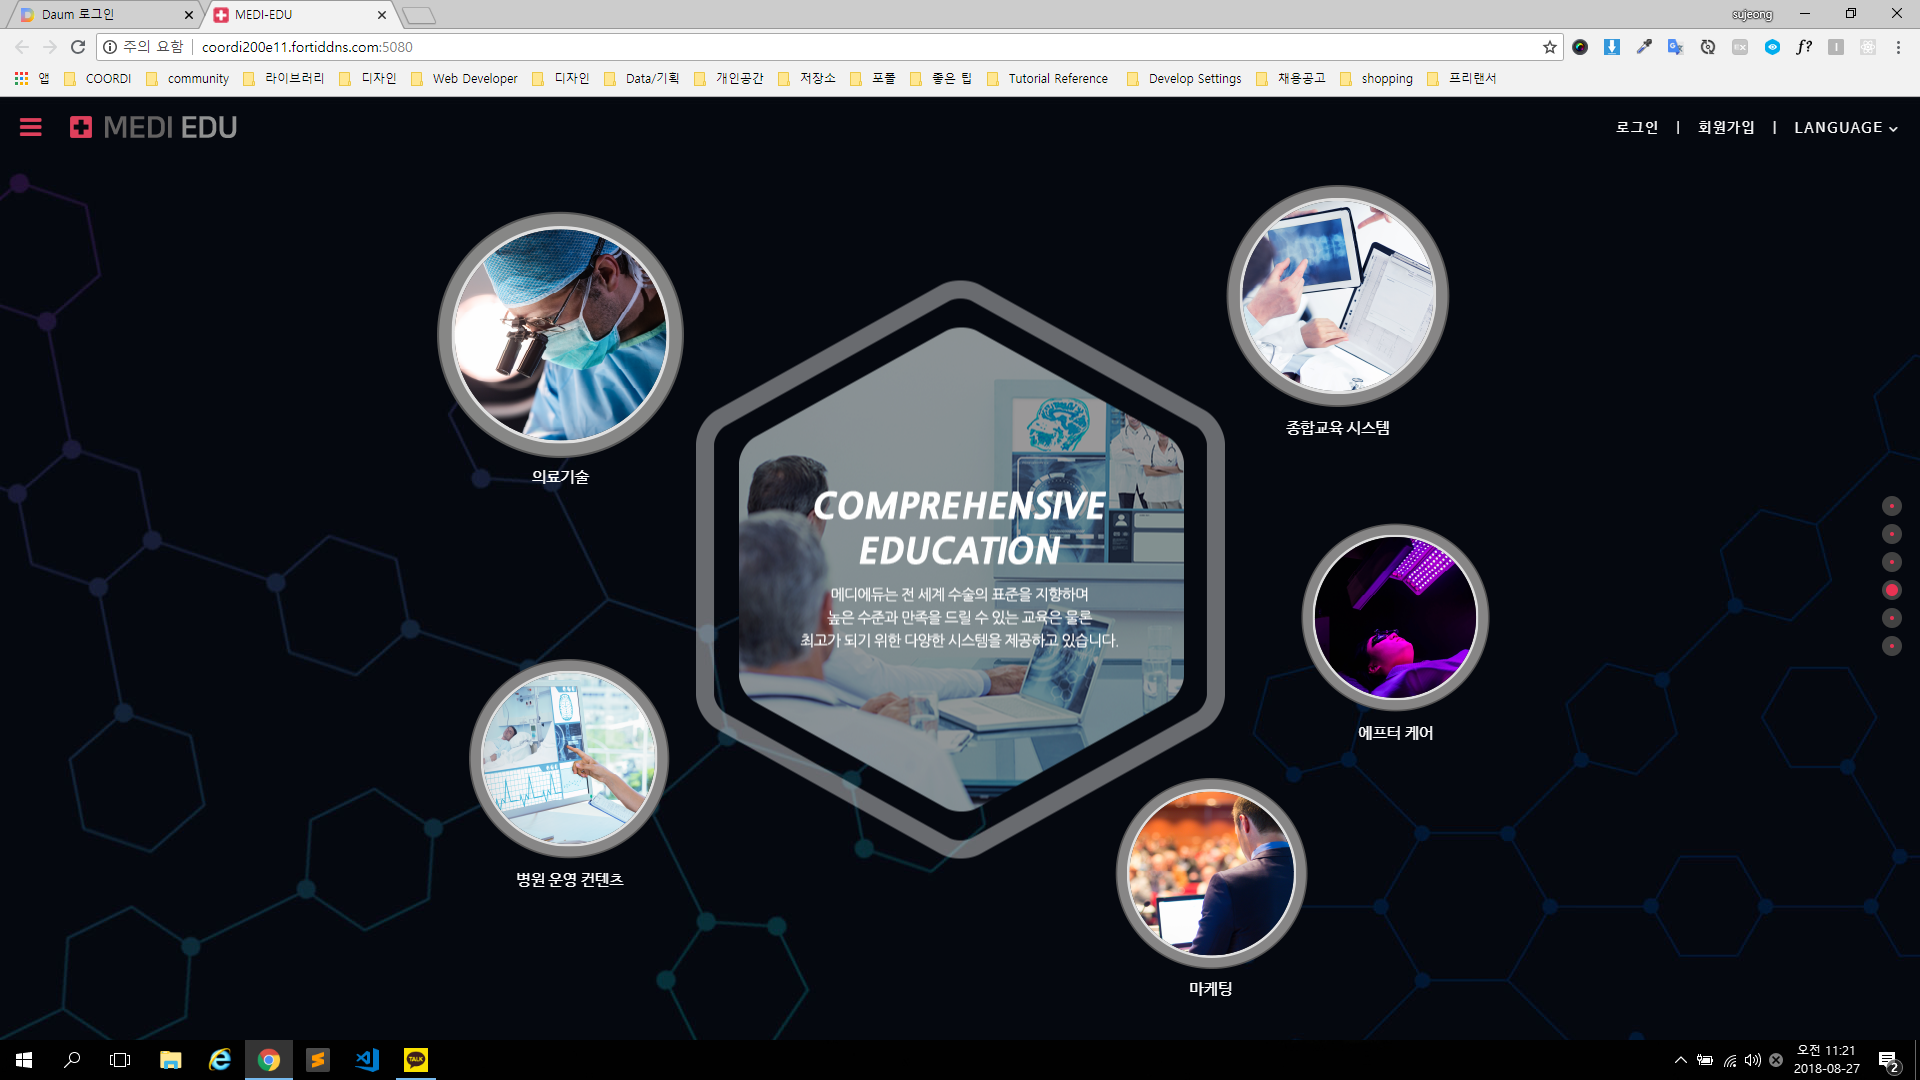 Daum 로그인
MEDI-EDU
sujeong
주의 요함
coordi200e11.fortiddns.com:5080
앱
COORDI
community
라이브러리
디자인
Web Developer
디자인
Data/기획
개인공간
저장소
포폴
좋은 팁
Tutorial Reference
Develop Settings
채용공고
shopping
프리랜서
MEDI EDU
로그인 | 회원가입 | LANGUAGE
의료기술
종합교육 시스템
COMPREHENSIVE
EDUCATION
메디에듀는 전 세계 수술의 표준을 지향하며
높은 수준과 만족을 드릴 수 있는 교육은 물론
최고가 되기 위한 다양한 시스템을 제공하고 있습니다.
에프터 케어
병원 운영 컨텐츠
마케팅
TALK
오전 11:21
2018-08-27
2